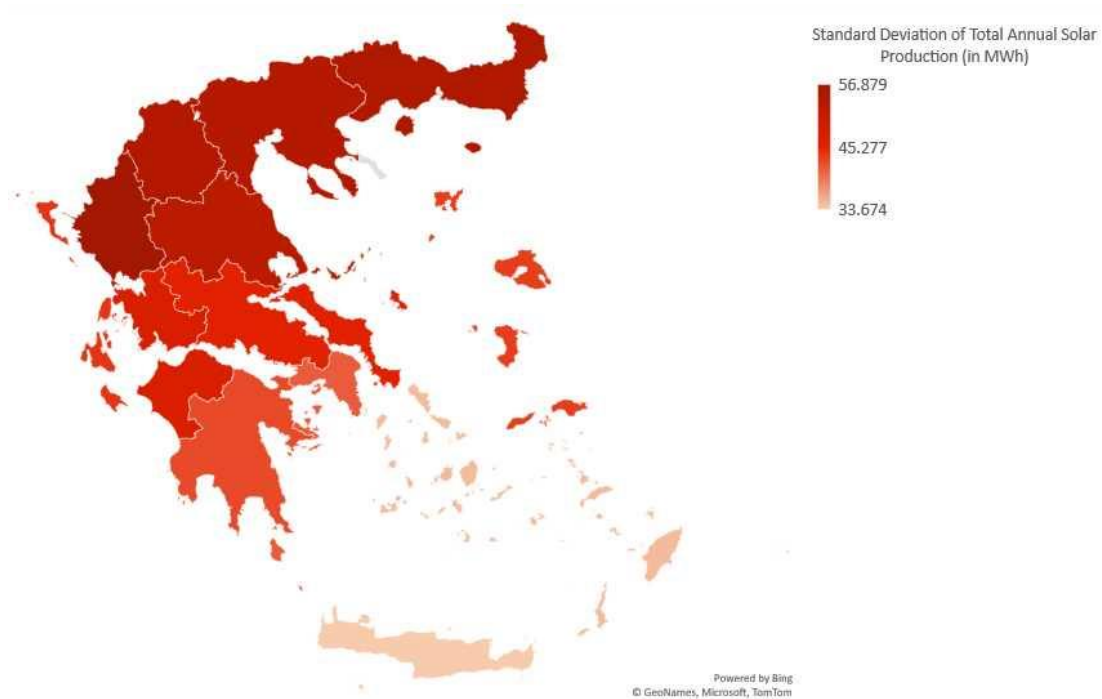 Standard Deviation of Total Annual Solar
Production (in MWh)
56.879
45.277
33.674
Powered by Bing
© GeoNames, Microsoft, TomTom